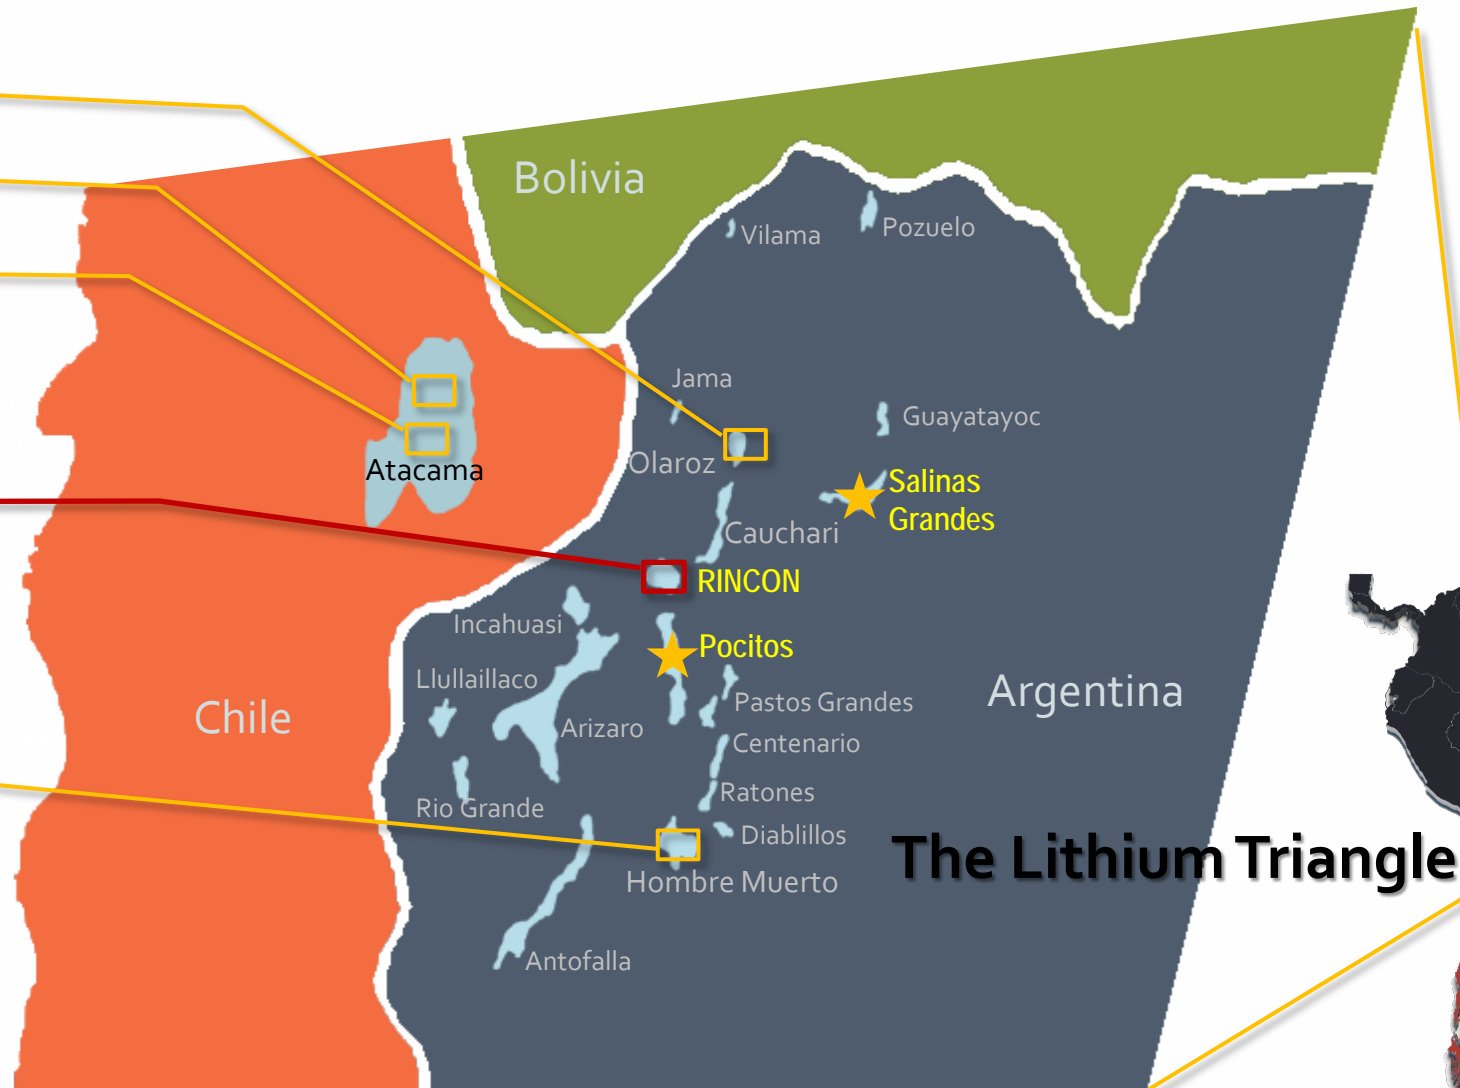 Bolivia
Vilama
Pozuelo
Jama
Guayatayoc
Olaroz
Atacama
Salinas
Grandes
Cauchari
RINCON
Incahuasi
Pocitos
Llullaillaco
Argentina
Pastos Grandes
Chile
Arizaro
Centenario
Ratones
Rio Grande
Diablillos
The Lithium Triangle
Hombre Muerto
Antofalla